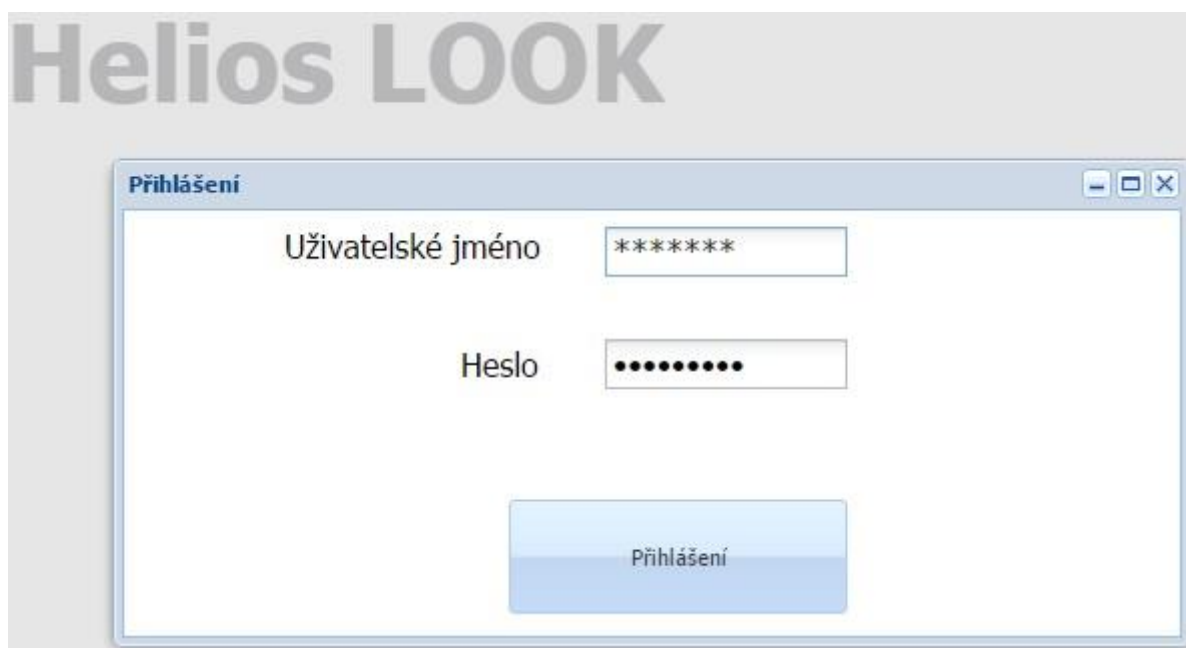 Helios LOOK
Přihlášení
Uživatelské jméno *******
Heslo •••••••••
Přihlášení